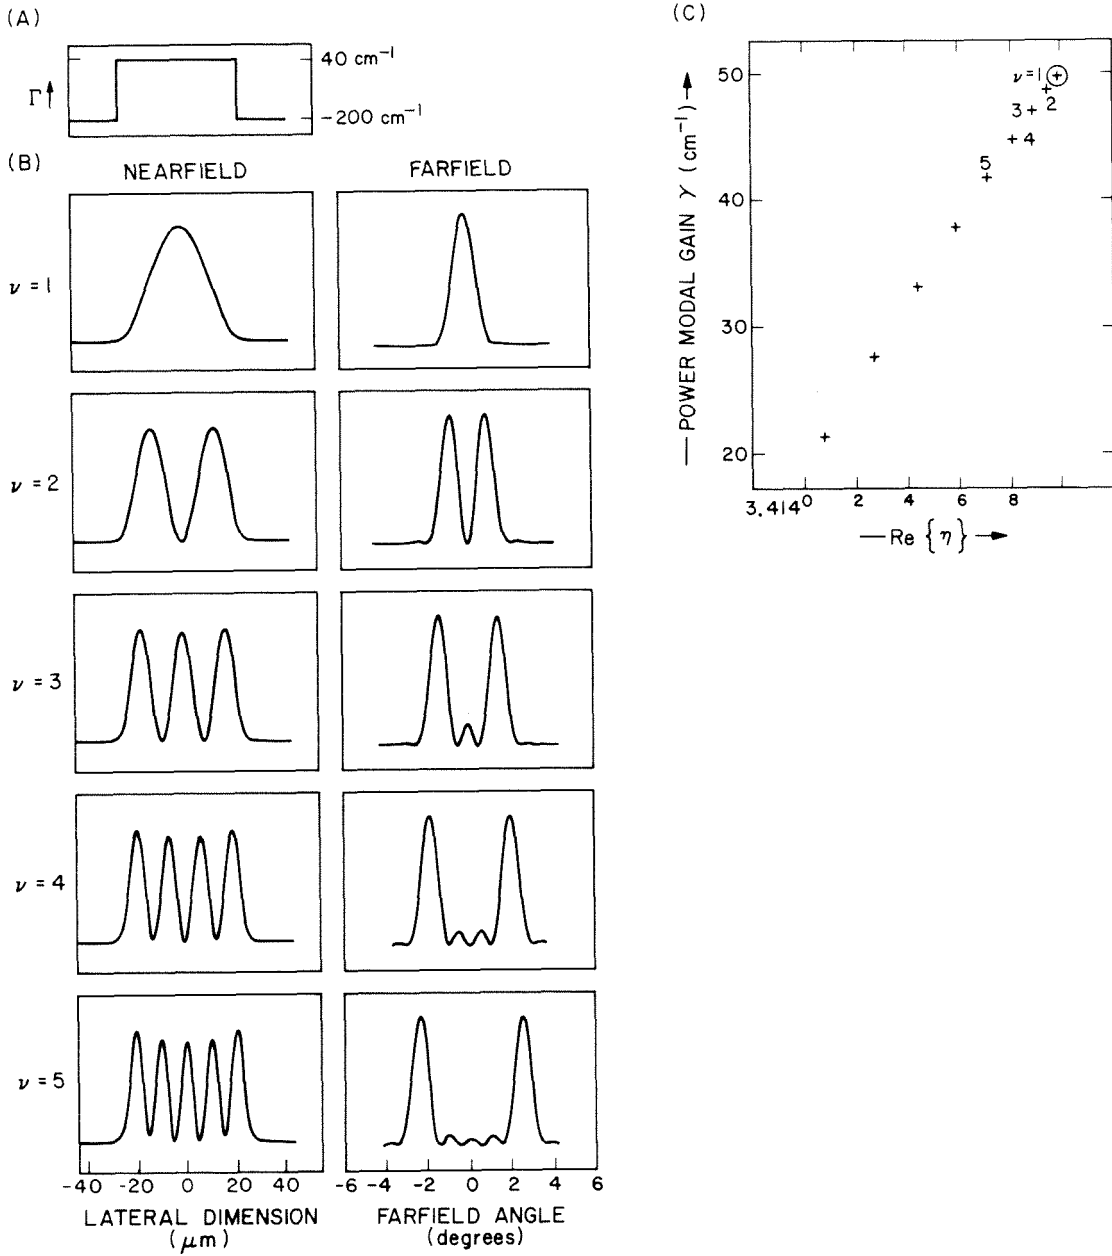 (A)
Γ
40 cm⁻¹
-200 cm⁻¹
(B)
NEARFIELD
FARFIELD
ν = 1
ν = 2
ν = 3
ν = 4
ν = 5
-40 -20 0 20 40
LATERAL DIMENSION
(μm)
-6 -4 -2 0 2 4 6
FARFIELD ANGLE
(degrees)
(C)
50
40
30
20
POWER MODAL GAIN γ (cm⁻¹)
ν = 1
2
3
4
5
3.414 0 2 4 6 8
Re {η}